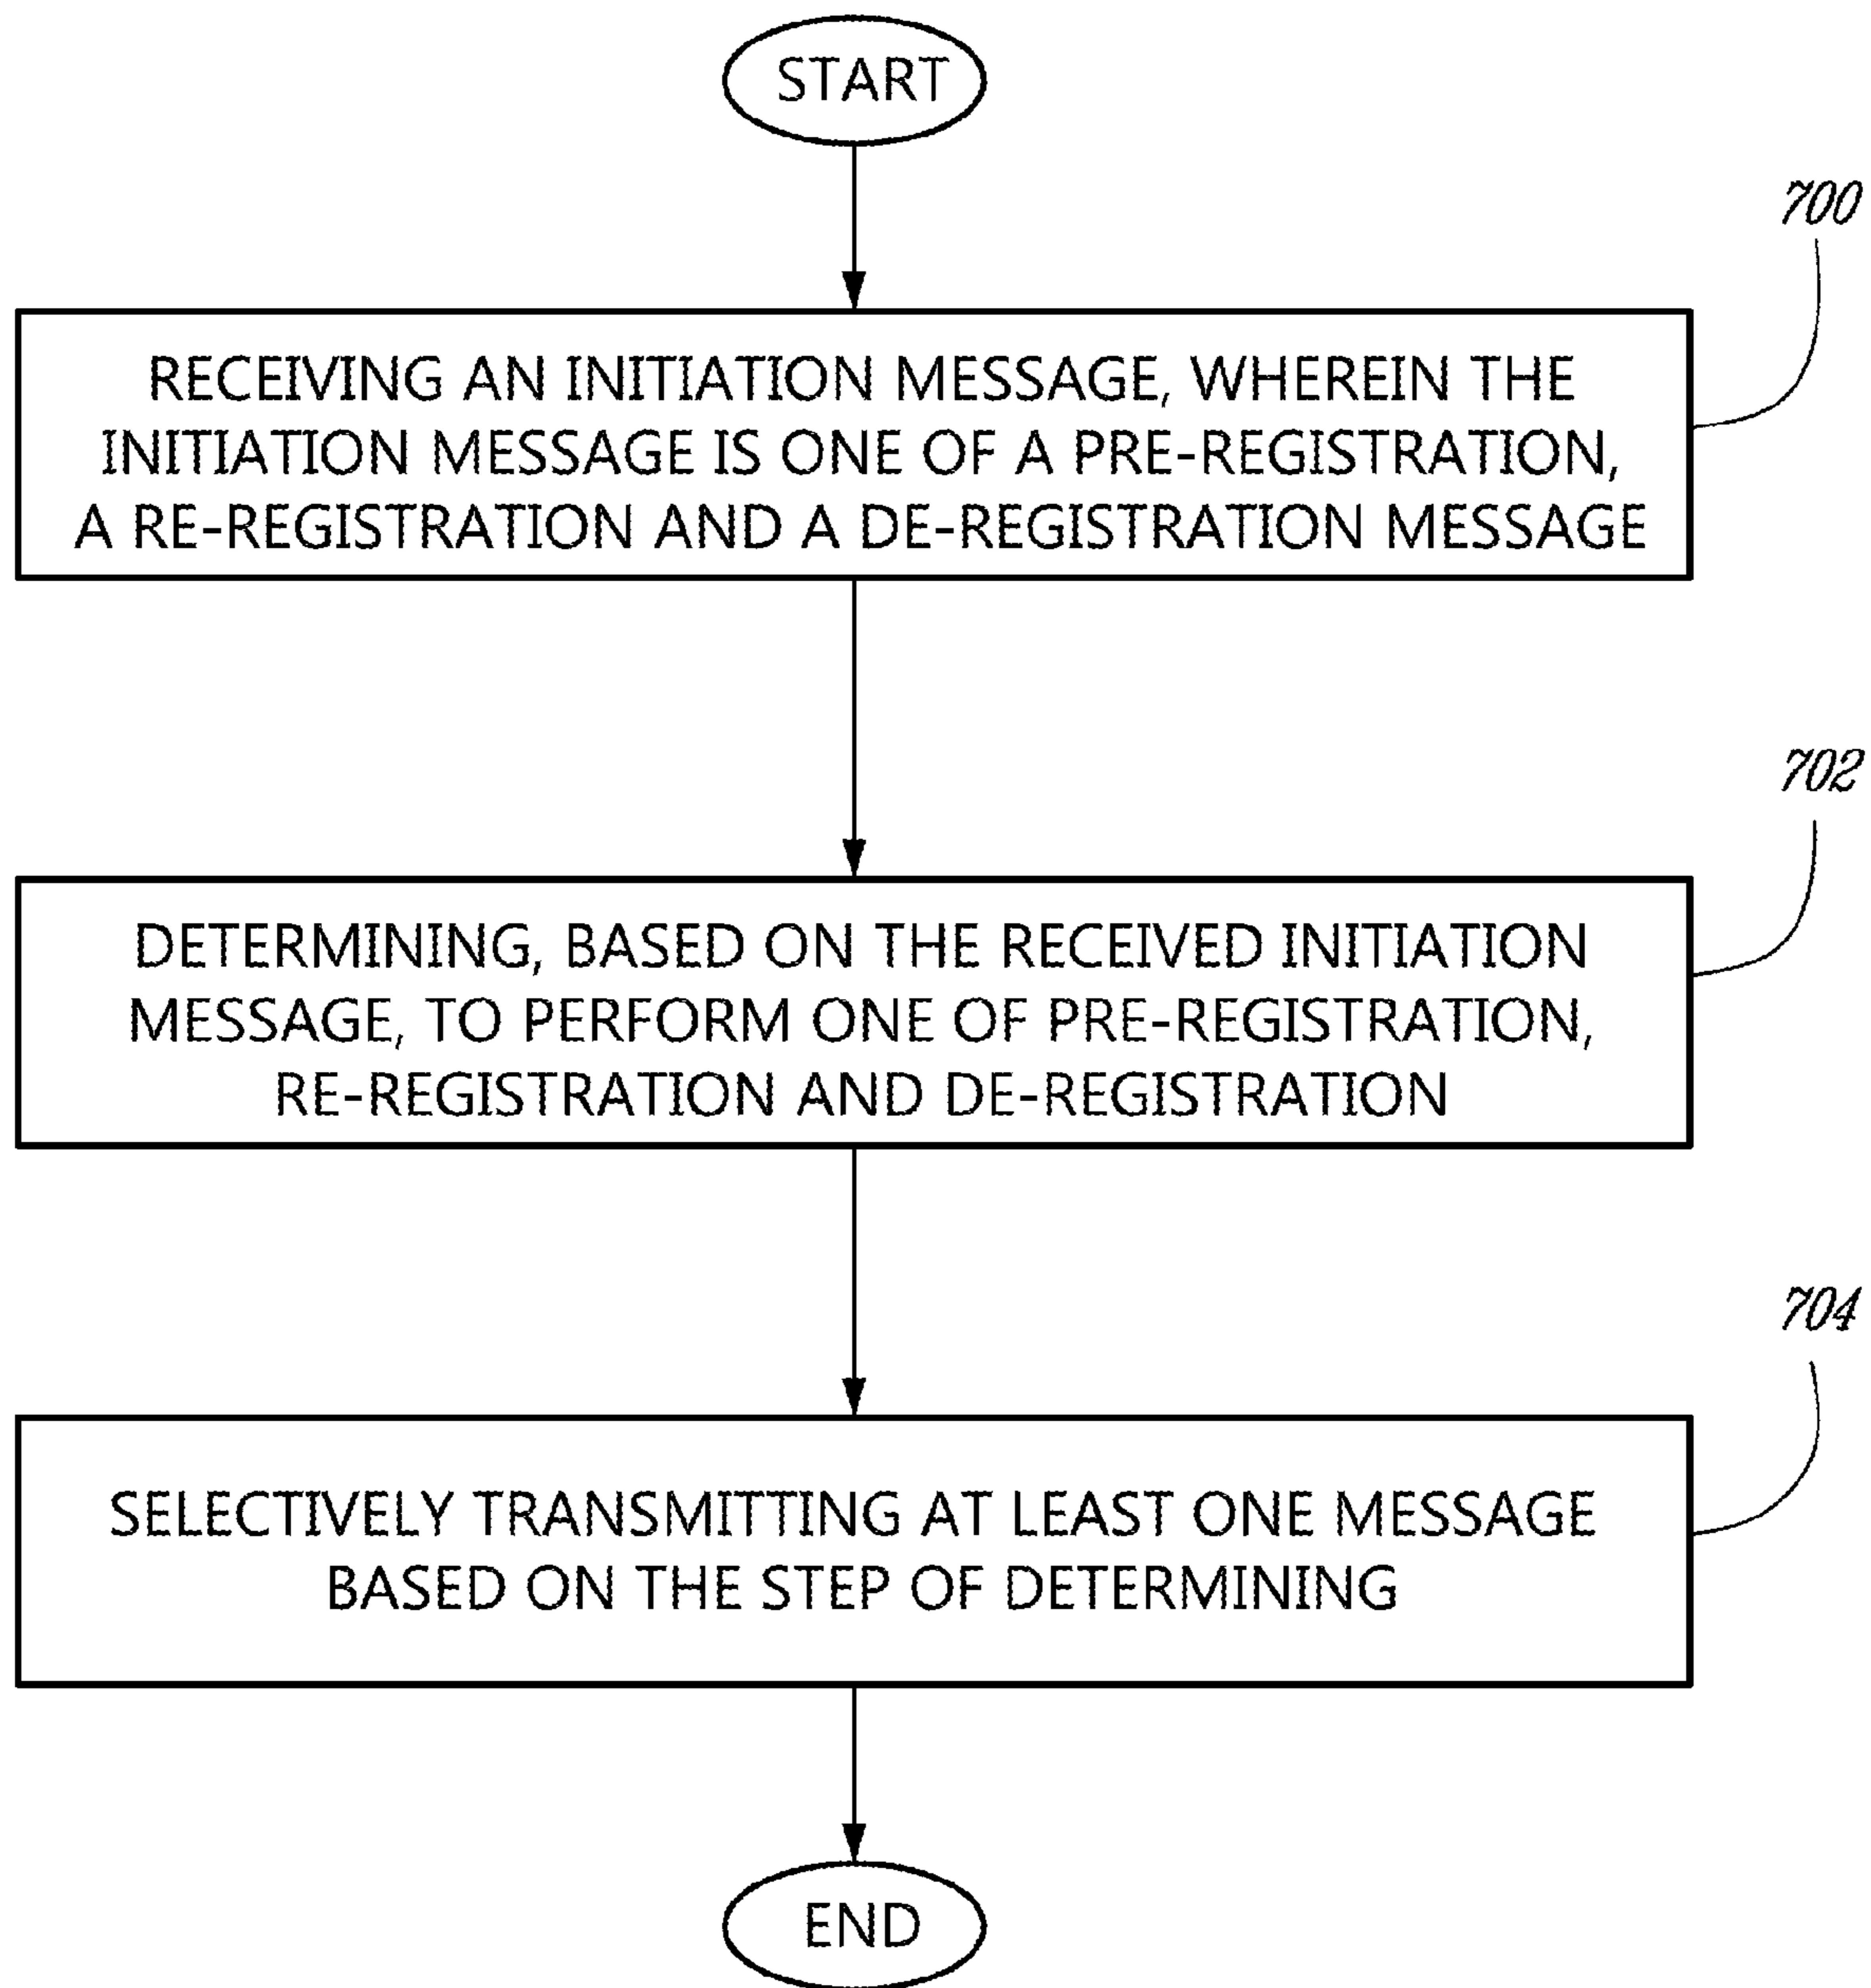 START
700
RECEIVING AN INITIATION MESSAGE, WHEREIN THE
INITIATION MESSAGE IS ONE OF A PRE-REGISTRATION,
A RE-REGISTRATION AND A DE-REGISTRATION MESSAGE
702
DETERMINING, BASED ON THE RECEIVED INITIATION
MESSAGE, TO PERFORM ONE OF PRE-REGISTRATION,
RE-REGISTRATION AND DE-REGISTRATION
704
SELECTIVELY TRANSMITTING AT LEAST ONE MESSAGE
BASED ON THE STEP OF DETERMINING
END